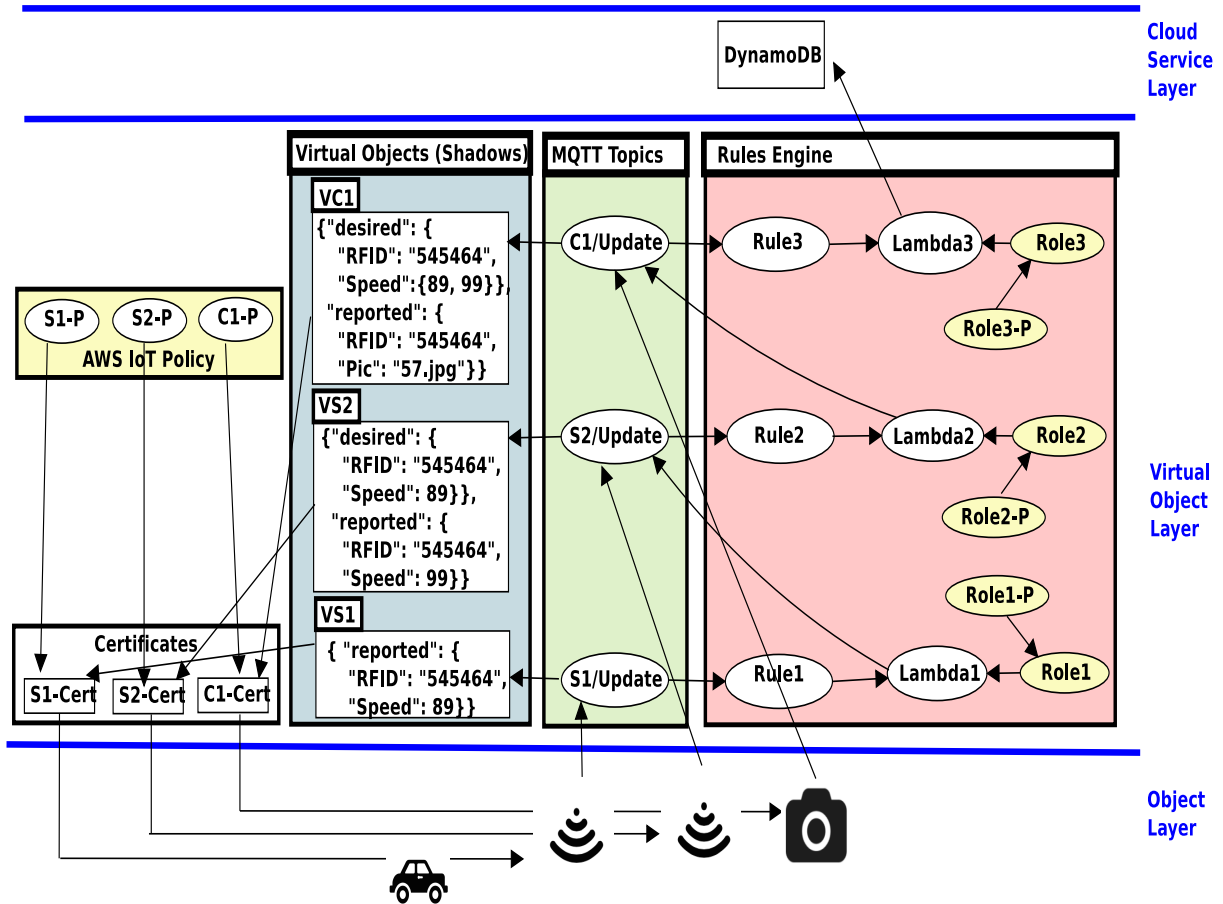 Cloud
Service
Layer
DynamoDB
Virtual Objects (Shadows)
MQTT Topics
Rules Engine
VC1
{"desired": {
"RFID": "545464",
"Speed":{89, 99}},
"reported": {
"RFID": "545464",
"Pic": "57.jpg"}}
C1/Update
Rule3
Lambda3
Role3
Role3-P
S1-P
S2-P
C1-P
AWS IoT Policy
VS2
{"desired": {
"RFID": "545464",
"Speed": 89}},
"reported": {
"RFID": "545464",
"Speed": 99}}
S2/Update
Rule2
Lambda2
Role2
Role2-P
Virtual
Object
Layer
VS1
{ "reported": {
"RFID": "545464",
"Speed": 89}}
S1/Update
Rule1
Lambda1
Role1-P
Role1
Certificates
S1-Cert
S2-Cert
C1-Cert
Object
Layer